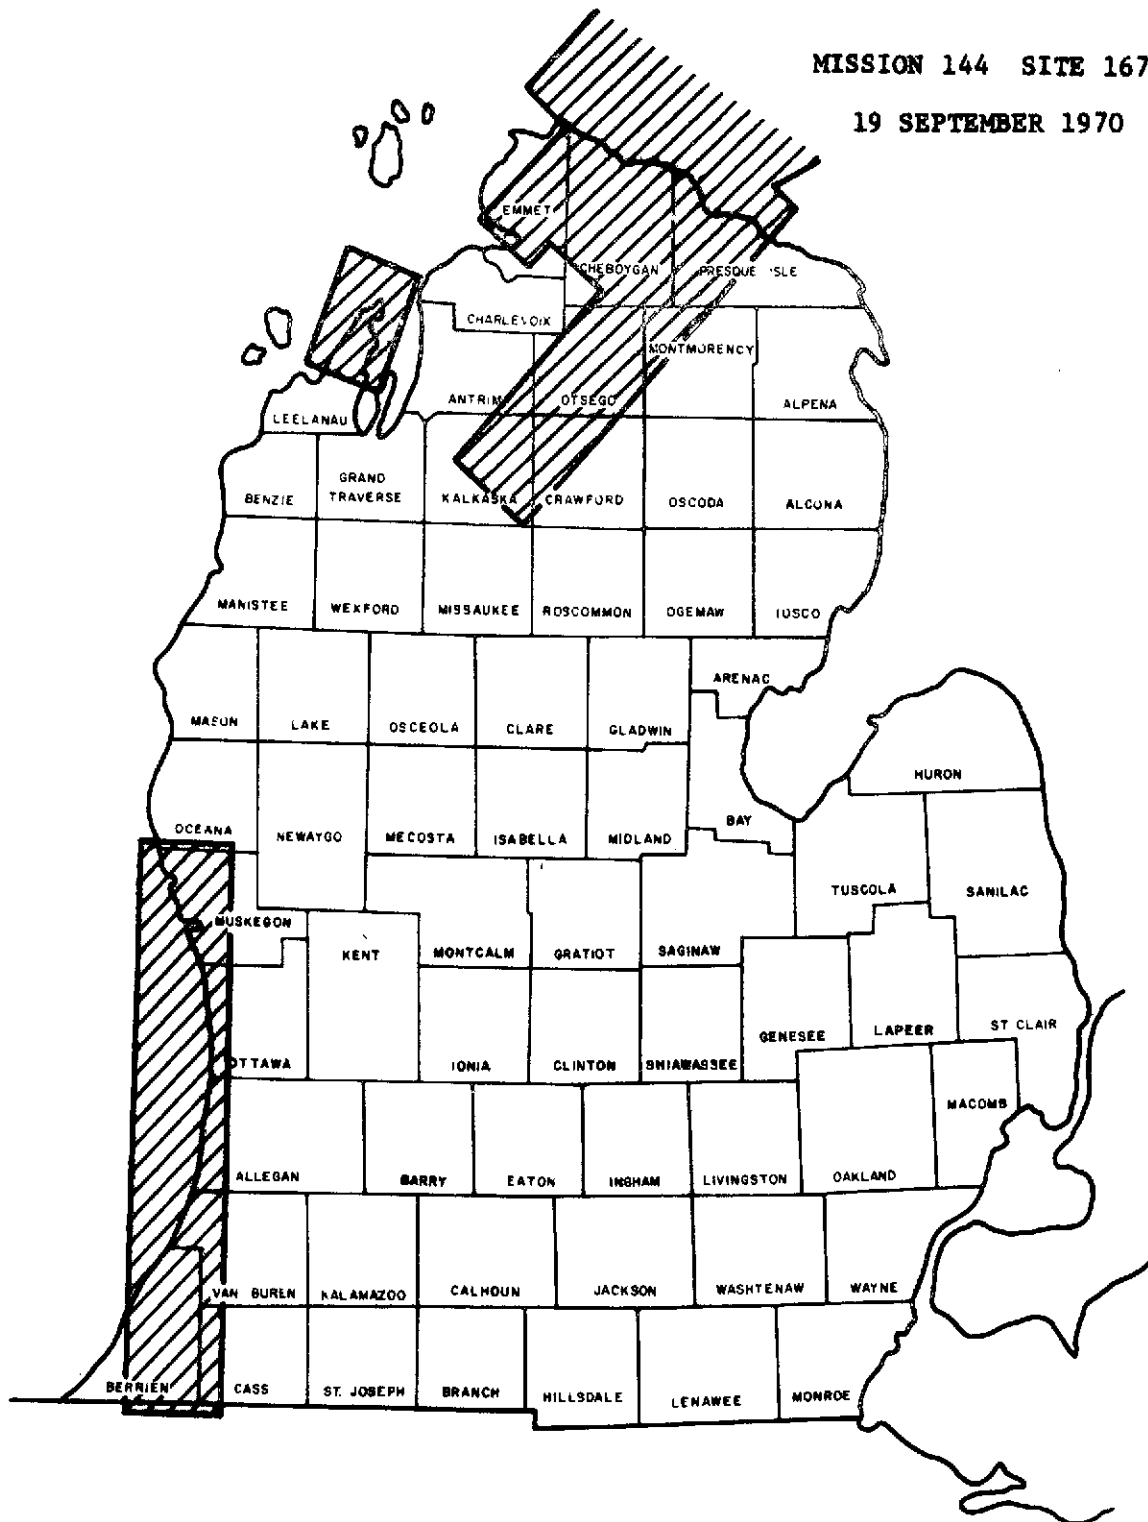 MISSION 144 SITE 167
19 SEPTEMBER 1970
EMMET
CHEBOYGAN
PRESQUE ISLE
CHARLEVOIX
MONTMORENCY
ANTRIM
OTSEGO
ALPENA
LEELANAU
GRAND
TRAVERSE
BENZIE
KALKASKA
CRAWFORD
OSCODA
ALCONA
MANISTEE
WEXFORD
MISSAUKEE
ROSCOMMON
OGEMAW
IOSCO
ARENAC
MASON
LAKE
OSCEOLA
CLARE
GLADWIN
HURON
OCEANA
NEWAYGO
MECOSTA
ISABELLA
MIDLAND
BAY
TUSCOLA
SANILAC
MUSKEGON
KENT
MONTCALM
GRATIOT
SAGINAW
GENESEE
LAPEER
ST CLAIR
OTTAWA
IONIA
CLINTON
SHIAWASSEE
MACOMB
ALLEGAN
BARRY
EATON
INGHAM
LIVINGSTON
OAKLAND
VAN BUREN
KALAMAZOO
CALHOUN
JACKSON
WASHTENAW
WAYNE
BERRIEN
CASS
ST. JOSEPH
BRANCH
HILLSDALE
LENAWEE
MONROE